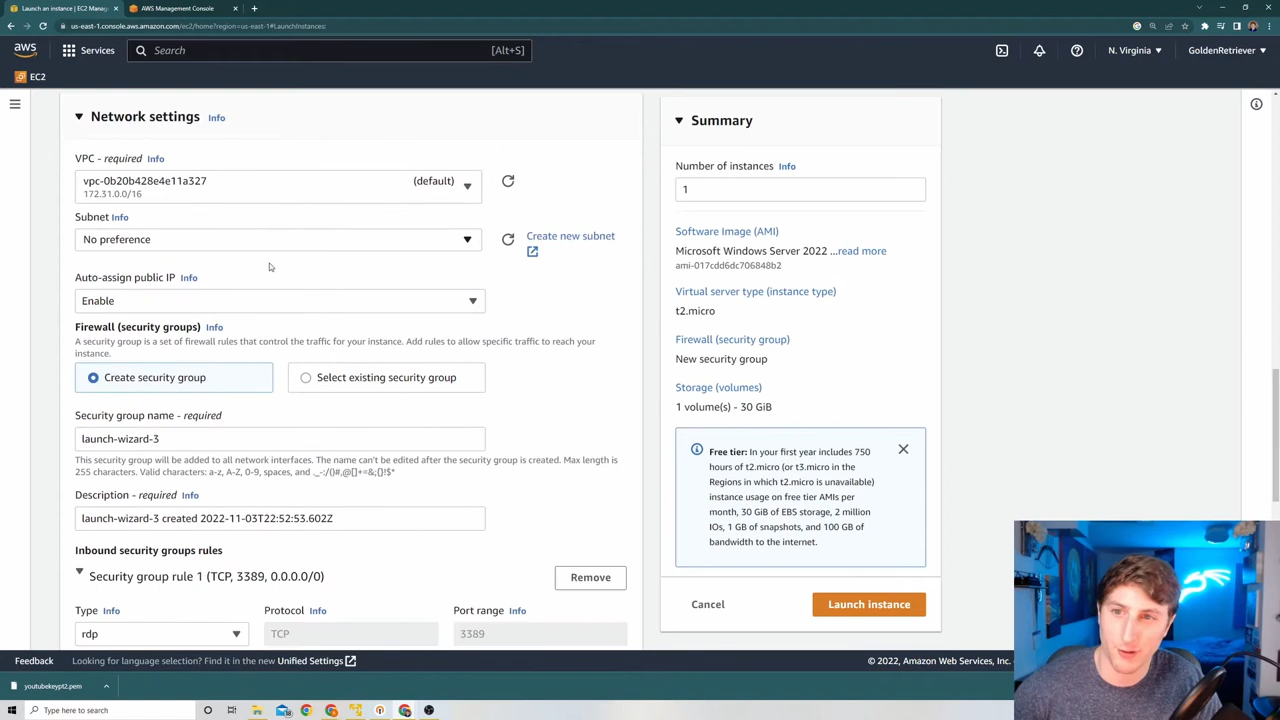 Launch an instance | EC2 Manag
AWS Management Console
us-east-1.console.aws.amazon.com/ec2/home?region=us-east-1#LaunchInstances:
aws
Services
Search
[Alt+S]
N. Virginia
GoldenRetriever
EC2
Network settings Info
VPC - required Info
vpc-0b20b428e4e11a327 (default)
172.31.0.0/16
Subnet Info
No preference
Create new subnet
Auto-assign public IP Info
Enable
Firewall (security groups) Info
A security group is a set of firewall rules that control the traffic for your instance. Add rules to allow specific traffic to reach your
instance.
Create security group
Select existing security group
Security group name - required
launch-wizard-3
This security group will be added to all network interfaces. The name can't be edited after the security group is created. Max length is
255 characters. Valid characters: a-z, A-Z, 0-9, spaces, and ._-:/()#,@[]+=&;{}!$*
Description - required Info
launch-wizard-3 created 2022-11-03T22:52:53.602Z
Inbound security groups rules
Security group rule 1 (TCP, 3389, 0.0.0.0/0)
Remove
Type Info
Protocol Info
Port range Info
rdp
TCP
3389
Summary
Number of instances Info
1
Software Image (AMI)
Microsoft Windows Server 2022 ...read more
ami-017cdd6dc706848b2
Virtual server type (instance type)
t2.micro
Firewall (security group)
New security group
Storage (volumes)
1 volume(s) - 30 GiB
Free tier: In your first year includes 750
hours of t2.micro (or t3.micro in the
Regions in which t2.micro is unavailable)
instance usage on free tier AMIs per
month, 30 GiB of EBS storage, 2 million
IOs, 1 GB of snapshots, and 100 GB of
bandwidth to the internet.
Cancel
Launch instance
Feedback
Looking for language selection? Find it in the new Unified Settings
© 2022, Amazon Web Services, Inc.
youtubekeypt2.pem
Type here to search